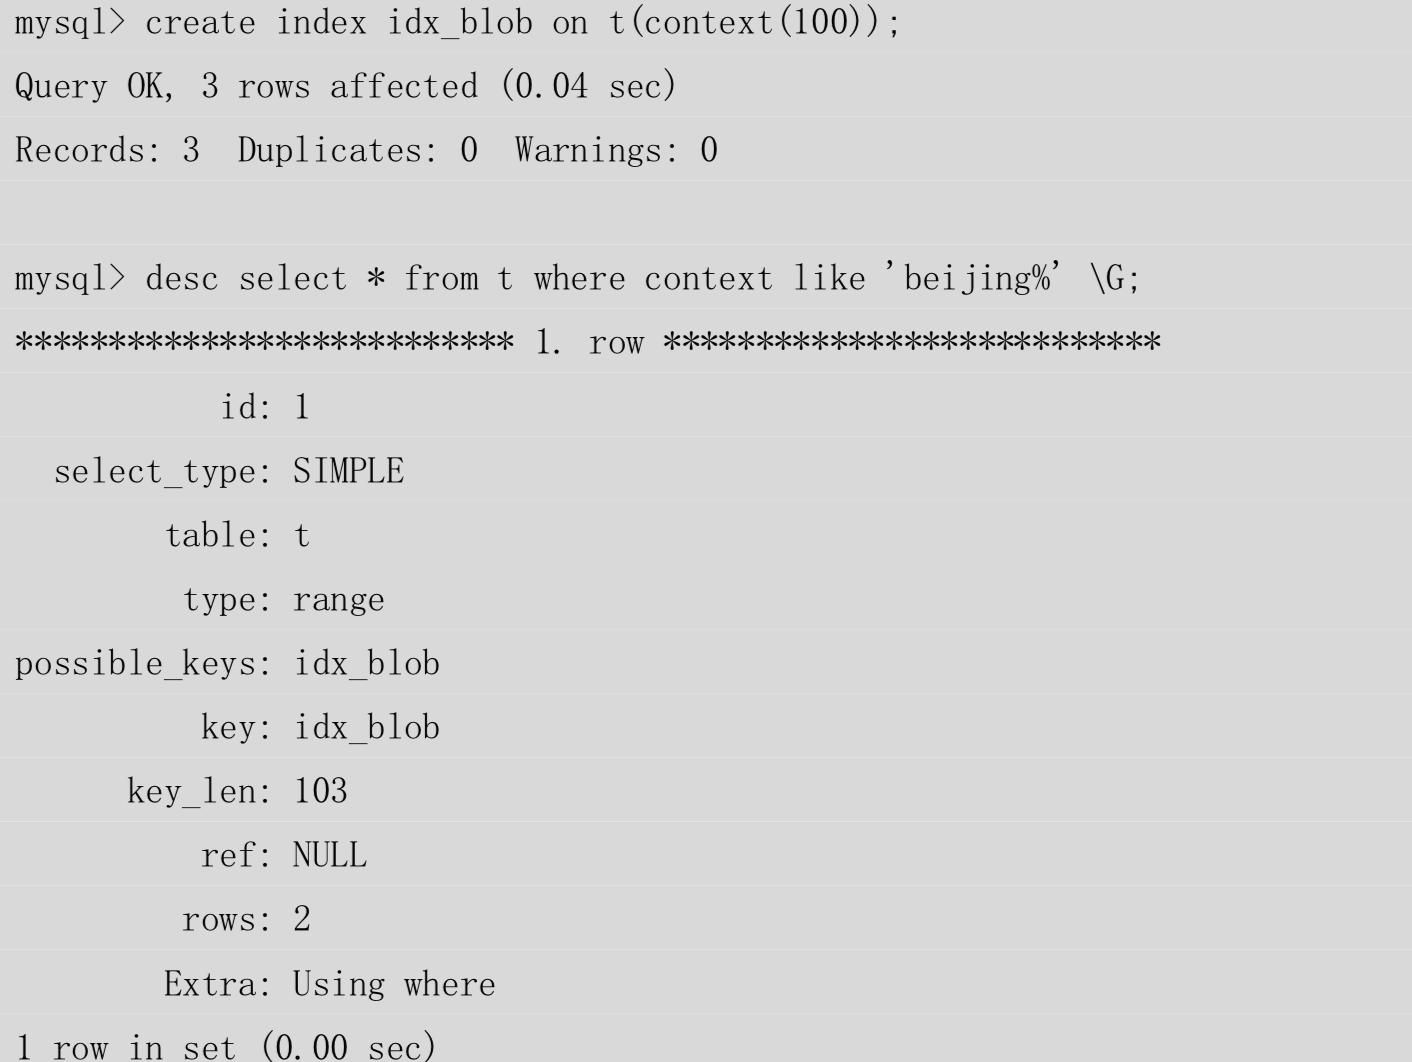 mysql> create index idx_blob on t(context(100));
Query OK, 3 rows affected (0.04 sec)
Records: 3  Duplicates: 0  Warnings: 0
mysql> desc select * from t where context like 'beijing%' \G;
*************************** 1. row ***************************
           id: 1
  select_type: SIMPLE
        table: t
         type: range
possible_keys: idx_blob
          key: idx_blob
      key_len: 103
          ref: NULL
         rows: 2
        Extra: Using where
1 row in set (0.00 sec)